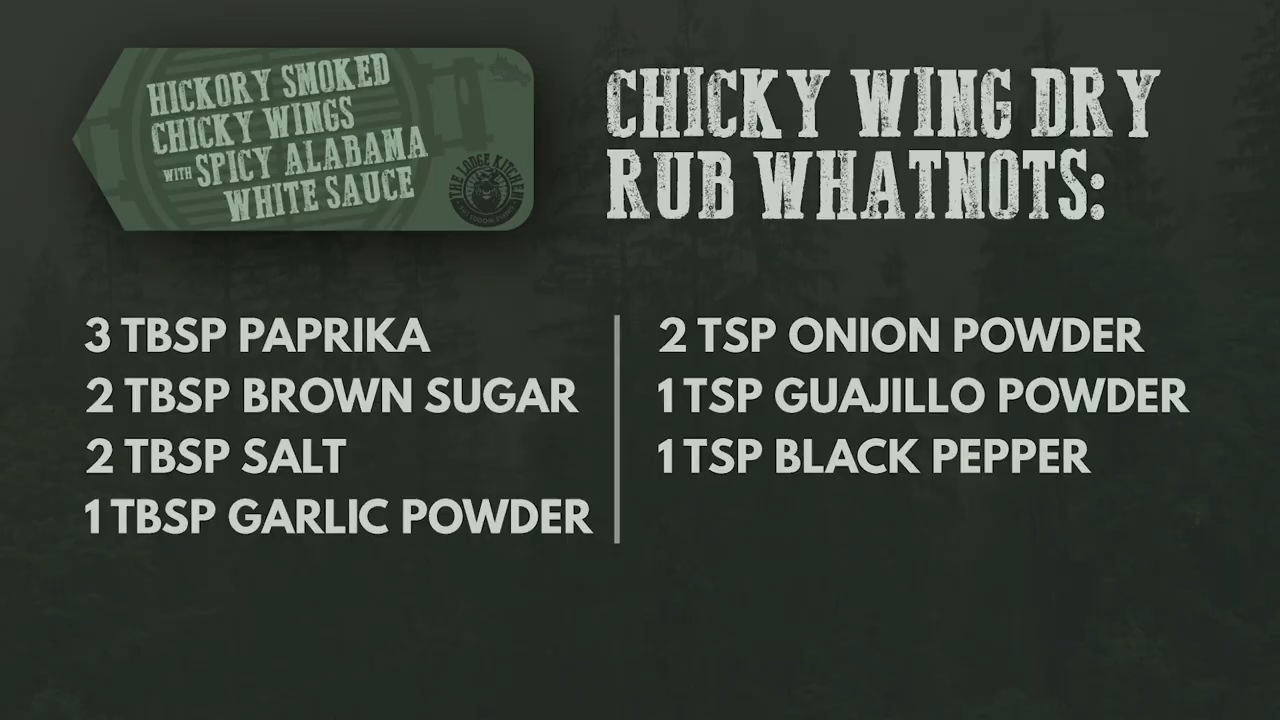 HICKORY SMOKED
CHICKY WINGS
WITH SPICY ALABAMA
WHITE SAUCE
THE LODGE KITCHEN
CHICKY WING DRY
RUB WHATNOTS:
3 TBSP PAPRIKA
2 TBSP BROWN SUGAR
2 TBSP SALT
1 TBSP GARLIC POWDER
2 TSP ONION POWDER
1 TSP GUAJILLO POWDER
1 TSP BLACK PEPPER